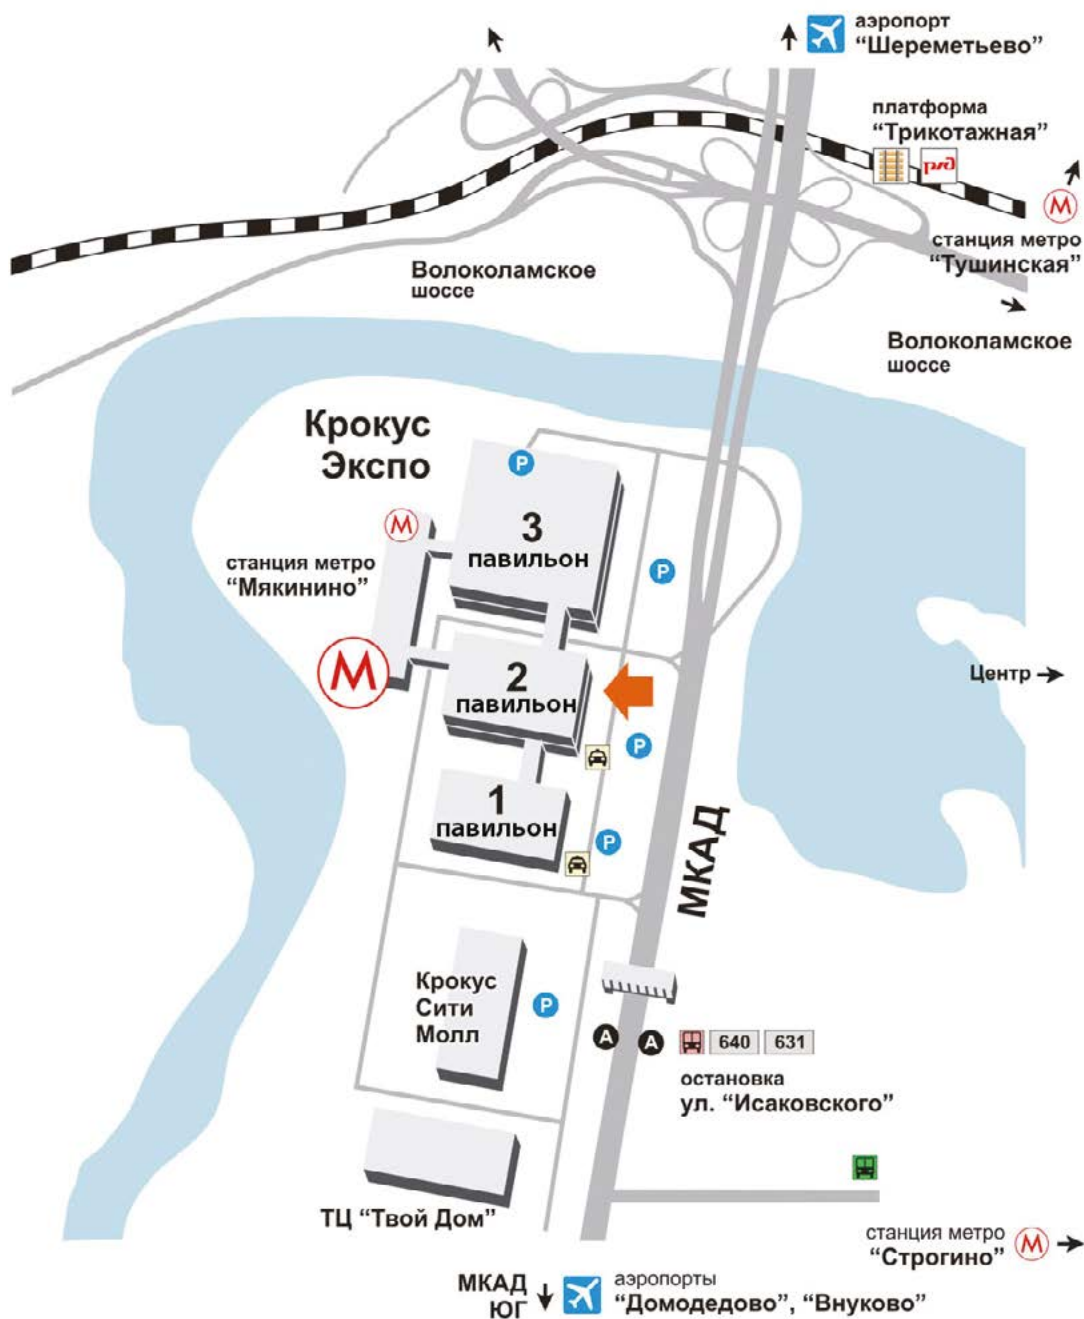 аэропорт
“Шереметьево”
платформа
“Трикотажная”
ржд
М
станция метро
“Тушинская”
Волоколамское
шоссе
Волоколамское
шоссе
Крокус
Экспо
P
3
павильон
М
станция метро
“Мякинино”
P
М
2
павильон
Центр
P
1
павильон
P
МКАД
Крокус
Сити
Молл
P
А А 640 631
остановка
ул. “Исаковского”
ТЦ “Твой Дом”
станция метро
“Строгино” М
МКАД
ЮГ
аэропорты
“Домодедово”, “Внуково”